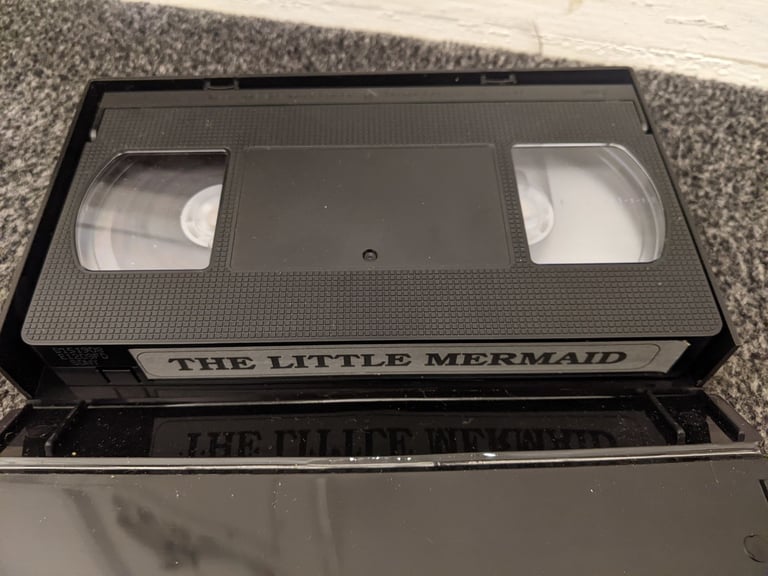 THE LITTLE MERMAID